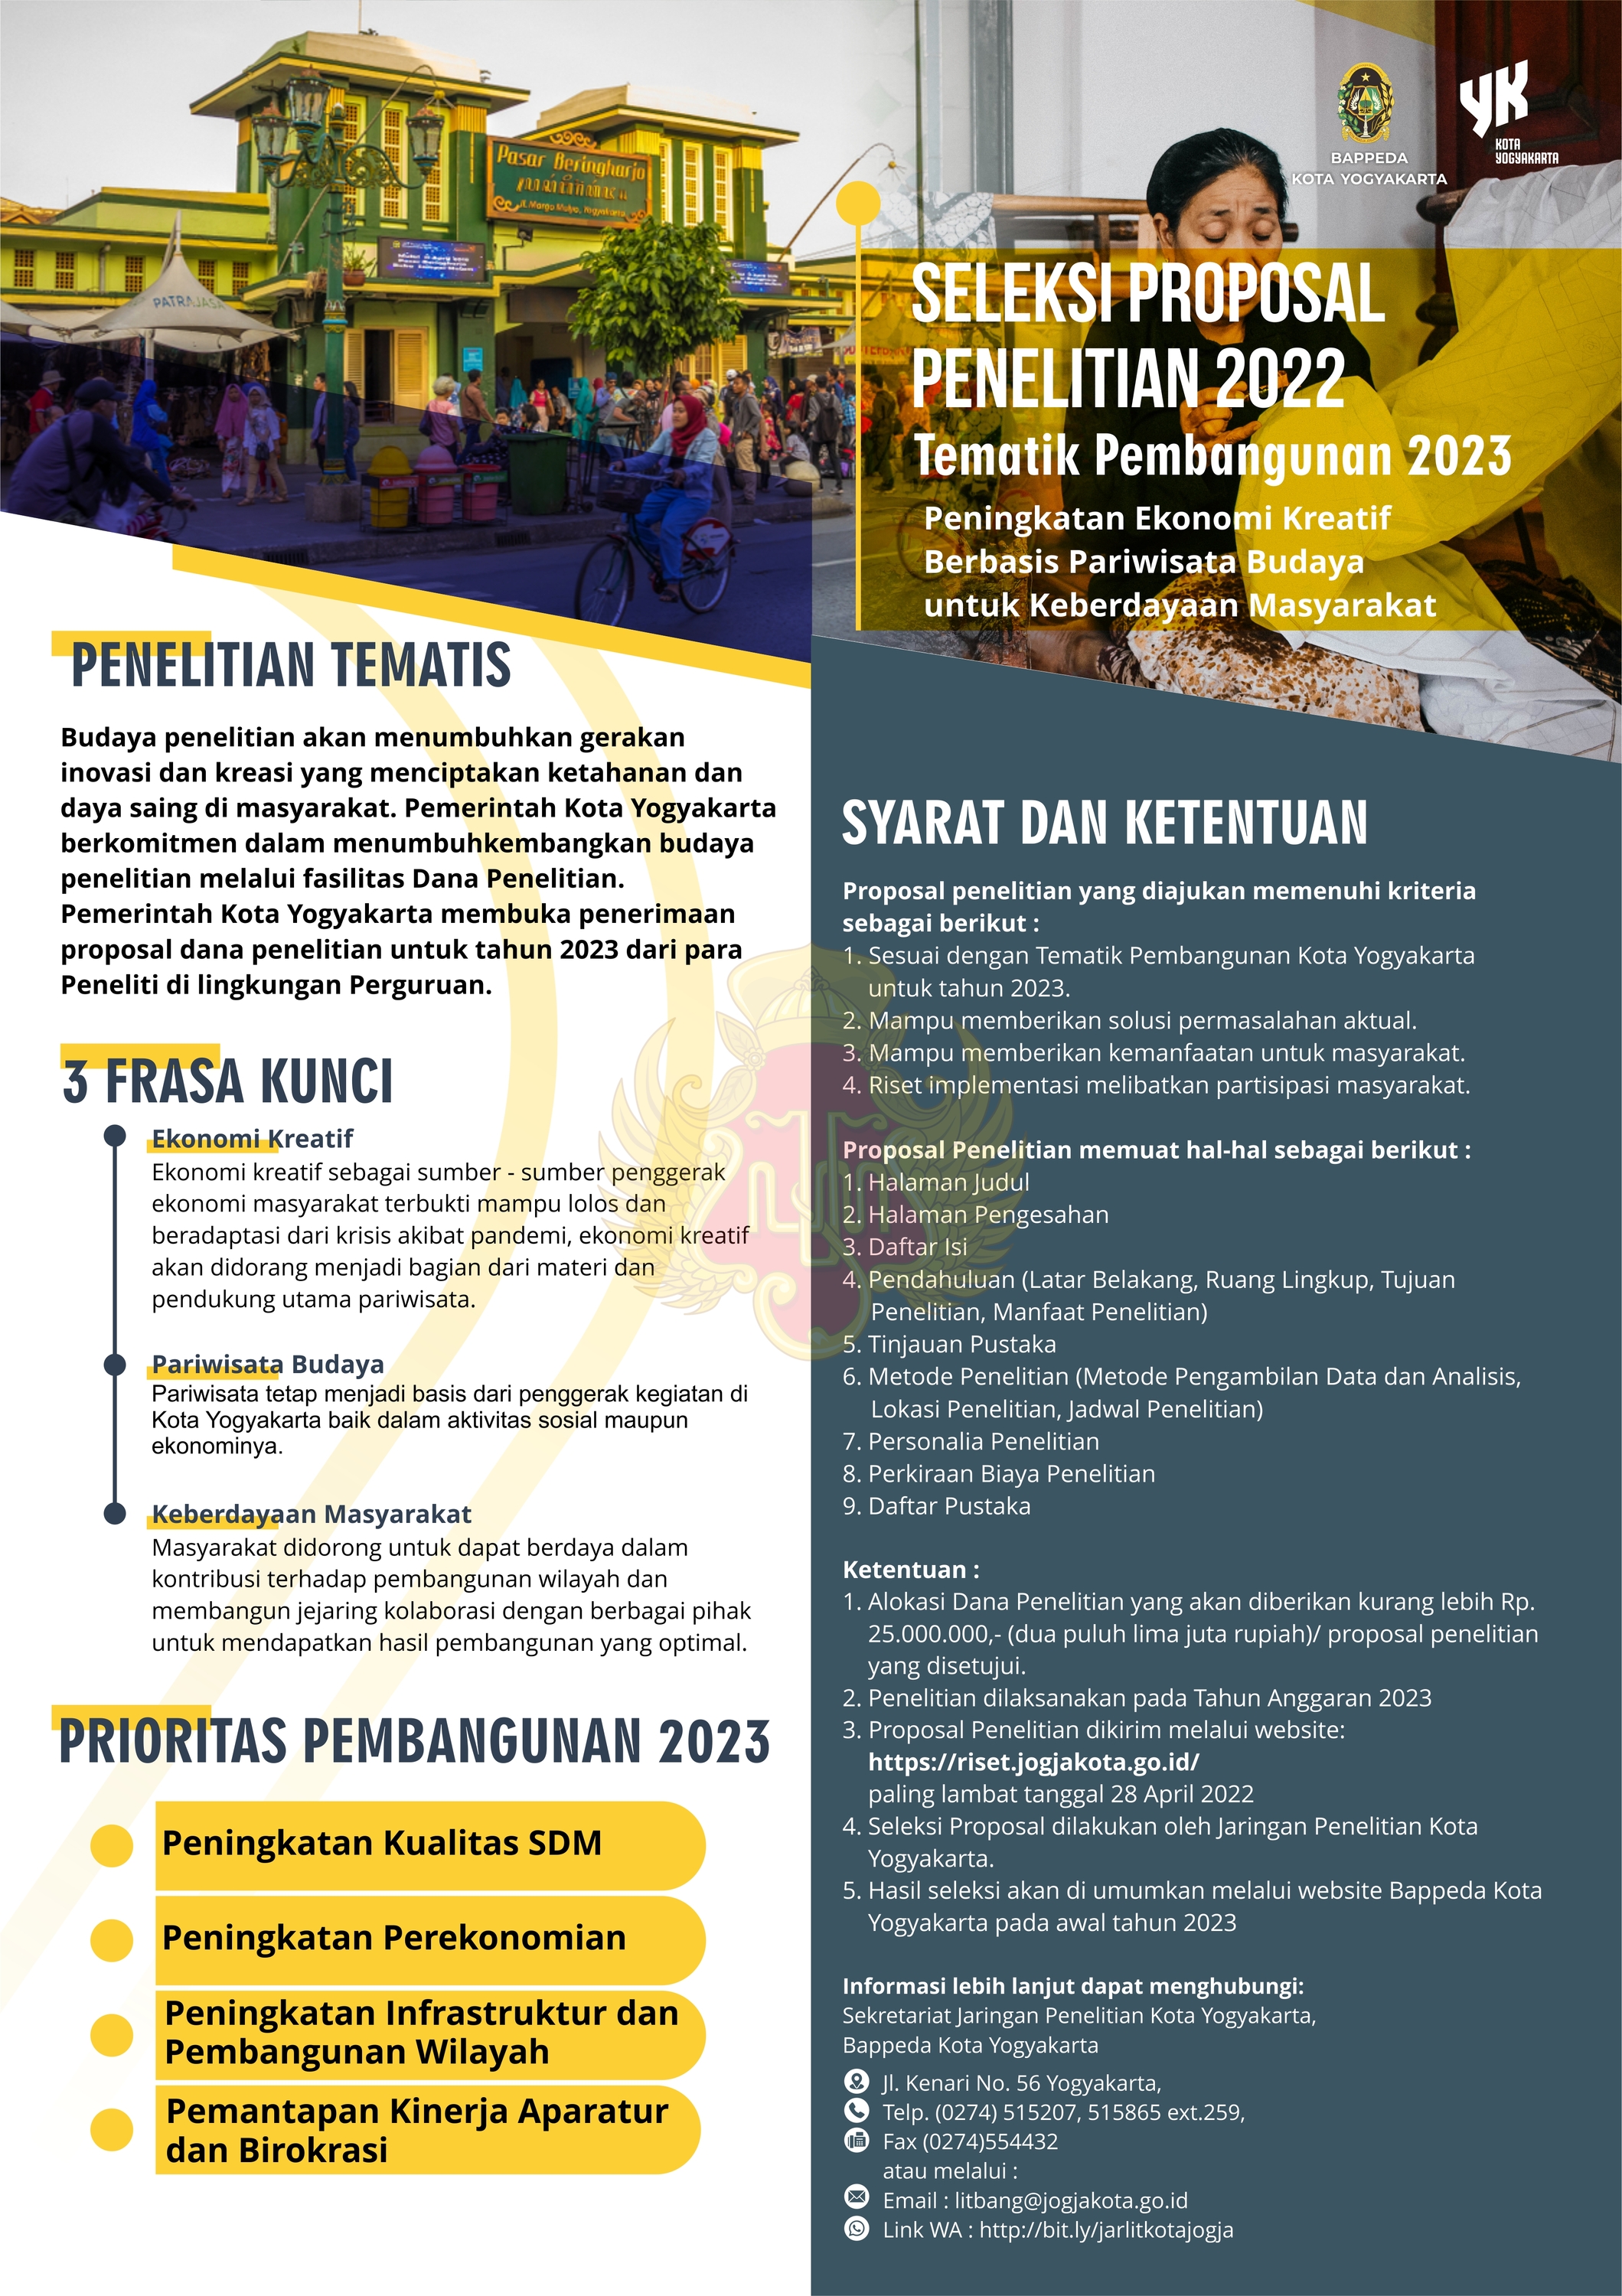 Pasar Beringharjo
Jl. Margo Mulyo, Yogyakarta
PATRAJASA
BAPPEDA
KOTA YOGYAKARTA
YK
KOTA
YOGYAKARTA
SELEKSI PROPOSAL
PENELITIAN 2022
Tematik Pembangunan 2023
Peningkatan Ekonomi Kreatif
Berbasis Pariwisata Budaya
untuk Keberdayaan Masyarakat
PENELITIAN TEMATIS
Budaya penelitian akan menumbuhkan gerakan
inovasi dan kreasi yang menciptakan ketahanan dan
daya saing di masyarakat. Pemerintah Kota Yogyakarta
berkomitmen dalam menumbuhkembangkan budaya
penelitian melalui fasilitas Dana Penelitian.
Pemerintah Kota Yogyakarta membuka penerimaan
proposal dana penelitian untuk tahun 2023 dari para
Peneliti di lingkungan Perguruan.
3 FRASA KUNCI
Ekonomi Kreatif
Ekonomi kreatif sebagai sumber - sumber penggerak
ekonomi masyarakat terbukti mampu lolos dan
beradaptasi dari krisis akibat pandemi, ekonomi kreatif
akan didorang menjadi bagian dari materi dan
pendukung utama pariwisata.
Pariwisata Budaya
Pariwisata tetap menjadi basis dari penggerak kegiatan di
Kota Yogyakarta baik dalam aktivitas sosial maupun
ekonominya.
Keberdayaan Masyarakat
Masyarakat didorong untuk dapat berdaya dalam
kontribusi terhadap pembangunan wilayah dan
membangun jejaring kolaborasi dengan berbagai pihak
untuk mendapatkan hasil pembangunan yang optimal.
PRIORITAS PEMBANGUNAN 2023
Peningkatan Kualitas SDM
Peningkatan Perekonomian
Peningkatan Infrastruktur dan
Pembangunan Wilayah
Pemantapan Kinerja Aparatur
dan Birokrasi
SYARAT DAN KETENTUAN
Proposal penelitian yang diajukan memenuhi kriteria
sebagai berikut :
1. Sesuai dengan Tematik Pembangunan Kota Yogyakarta
untuk tahun 2023.
2. Mampu memberikan solusi permasalahan aktual.
3. Mampu memberikan kemanfaatan untuk masyarakat.
4. Riset implementasi melibatkan partisipasi masyarakat.
Proposal Penelitian memuat hal-hal sebagai berikut :
1. Halaman Judul
2. Halaman Pengesahan
3. Daftar Isi
4. Pendahuluan (Latar Belakang, Ruang Lingkup, Tujuan
Penelitian, Manfaat Penelitian)
5. Tinjauan Pustaka
6. Metode Penelitian (Metode Pengambilan Data dan Analisis,
Lokasi Penelitian, Jadwal Penelitian)
7. Personalia Penelitian
8. Perkiraan Biaya Penelitian
9. Daftar Pustaka
Ketentuan :
1. Alokasi Dana Penelitian yang akan diberikan kurang lebih Rp.
25.000.000,- (dua puluh lima juta rupiah)/ proposal penelitian
yang disetujui.
2. Penelitian dilaksanakan pada Tahun Anggaran 2023
3. Proposal Penelitian dikirim melalui website:
https://riset.jogjakota.go.id/
paling lambat tanggal 28 April 2022
4. Seleksi Proposal dilakukan oleh Jaringan Penelitian Kota
Yogyakarta.
5. Hasil seleksi akan di umumkan melalui website Bappeda Kota
Yogyakarta pada awal tahun 2023
Informasi lebih lanjut dapat menghubungi:
Sekretariat Jaringan Penelitian Kota Yogyakarta,
Bappeda Kota Yogyakarta
Jl. Kenari No. 56 Yogyakarta,
Telp. (0274) 515207, 515865 ext.259,
Fax (0274)554432
atau melalui :
Email : litbang@jogjakota.go.id
Link WA : http://bit.ly/jarlitkotajogja